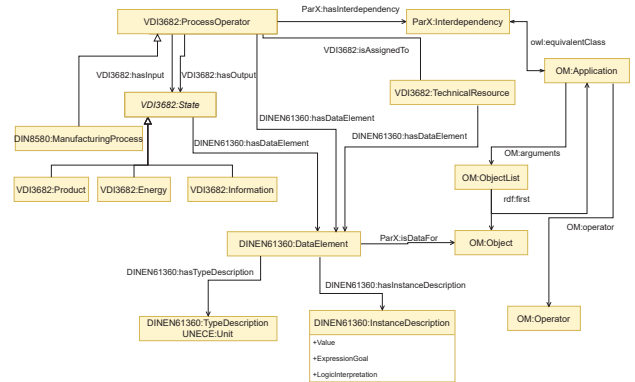 VDI3682:ProcessOperator
ParX:hasInterdependency
ParX:Interdependency
owl:equivalentClass
VDI3682:isAssignedTo
VDI3682:hasInput
VDI3682:hasOutput
OM:Application
VDI3682:State
VDI3682:TechnicalResource
DIN8580:ManufacturingProcess
DINEN61360:hasDataElement
DINEN61360:hasDataElement
DINEN61360:hasDataElement
OM:arguments
OM:ObjectList
VDI3682:Product
VDI3682:Energy
VDI3682:Information
rdf:first
OM:operator
DINEN61360:DataElement
ParX:isDataFor
OM:Object
DINEN61360:hasTypeDescription
DINEN61360:hasInstanceDescription
DINEN61360:TypeDescription
UNECE:Unit
DINEN61360:InstanceDescription
OM:Operator
+Value
+ExpressionGoal
+LogicInterpretation